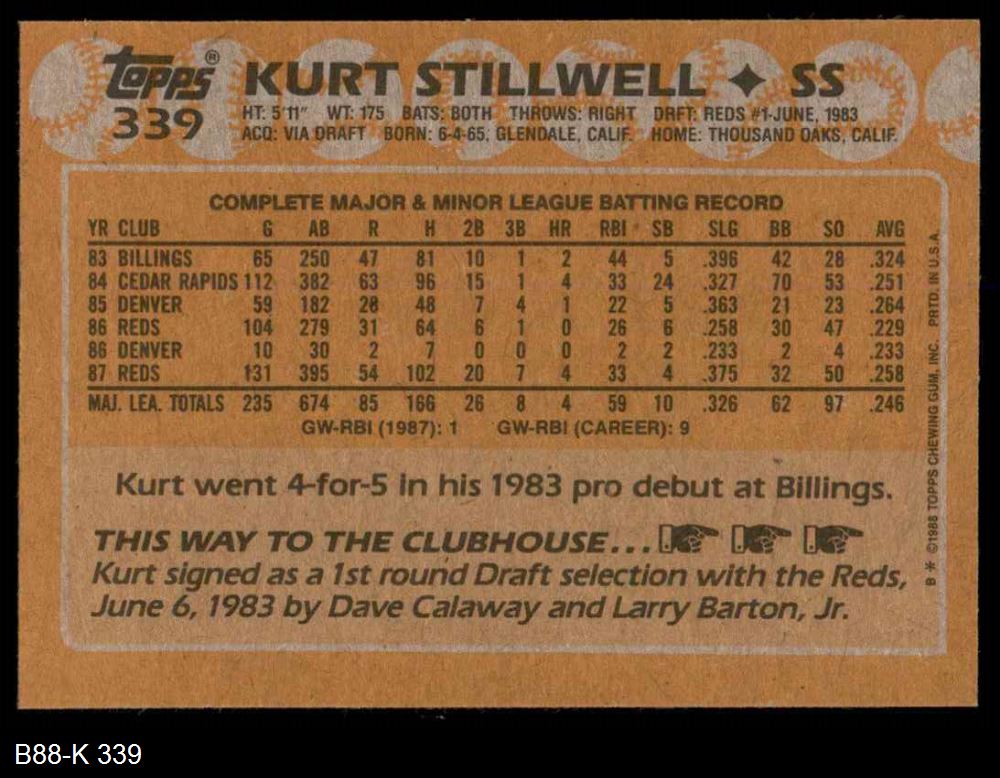 topps®
339
KURT STILLWELL ✦ SS
HT: 5'11" WT: 175 BATS: BOTH THROWS: RIGHT DRFT: REDS #1-JUNE, 1983
ACQ: VIA DRAFT BORN: 6-4-65, GLENDALE, CALIF. HOME: THOUSAND OAKS, CALIF.
COMPLETE MAJOR & MINOR LEAGUE BATTING RECORD
YR CLUB G AB R H 2B 3B HR RBI SB SLG BB SO AVG
83 BILLINGS 65 250 47 81 10 1 2 44 5 .396 42 28 .324
84 CEDAR RAPIDS 112 382 63 96 15 1 4 33 24 .327 70 53 .251
85 DENVER 59 182 28 48 7 4 1 22 5 .363 21 23 .264
86 REDS 104 279 31 64 6 1 0 26 6 .258 30 47 .229
86 DENVER 10 30 2 7 0 0 0 2 2 .233 2 4 .233
87 REDS 131 395 54 102 20 7 4 33 4 .375 32 50 .258
MAJ. LEA. TOTALS 235 674 85 166 26 8 4 59 10 .326 62 97 .246
GW-RBI (1987): 1 GW-RBI (CAREER): 9
Kurt went 4-for-5 in his 1983 pro debut at Billings.
THIS WAY TO THE CLUBHOUSE...
Kurt signed as a 1st round Draft selection with the Reds,
June 6, 1983 by Dave Calaway and Larry Barton, Jr.
B * ©1988 TOPPS CHEWING GUM, INC. PRTD. IN U.S.A.
B88-K 339